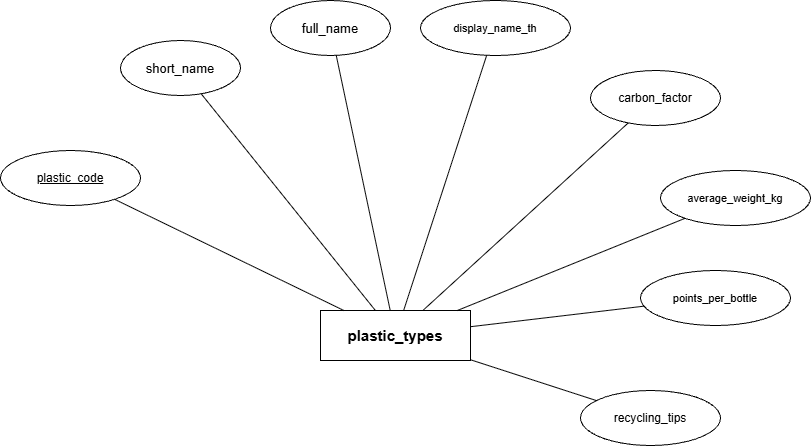 full_name
display_name_th
short_name
carbon_factor
plastic_code
average_weight_kg
points_per_bottle
plastic_types
recycling_tips